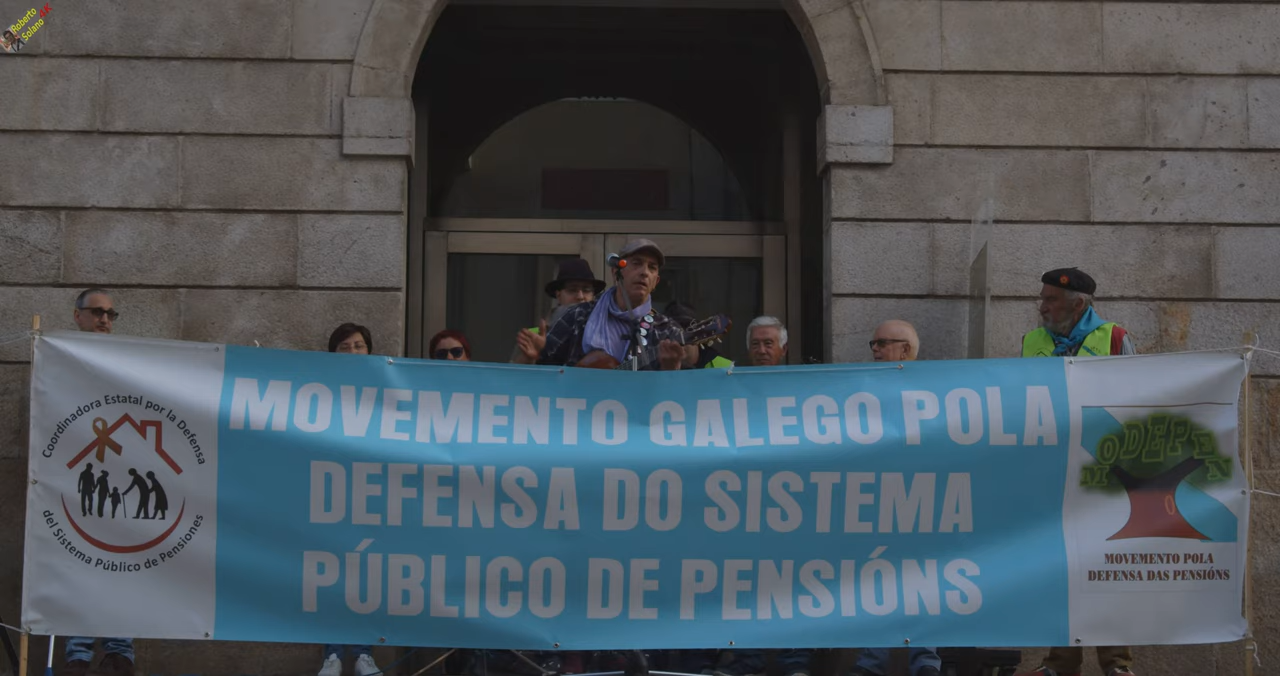 Roberto
Solano 4K
MOVEMENTO GALEGO POLA
DEFENSA DO SISTEMA
PÚBLICO DE PENSIÓNS
Coordinadora Estatal por la Defensa
del Sistema Público de Pensiones
MODEPEN
MOVEMENTO POLA
DEFENSA DAS PENSIÓNS